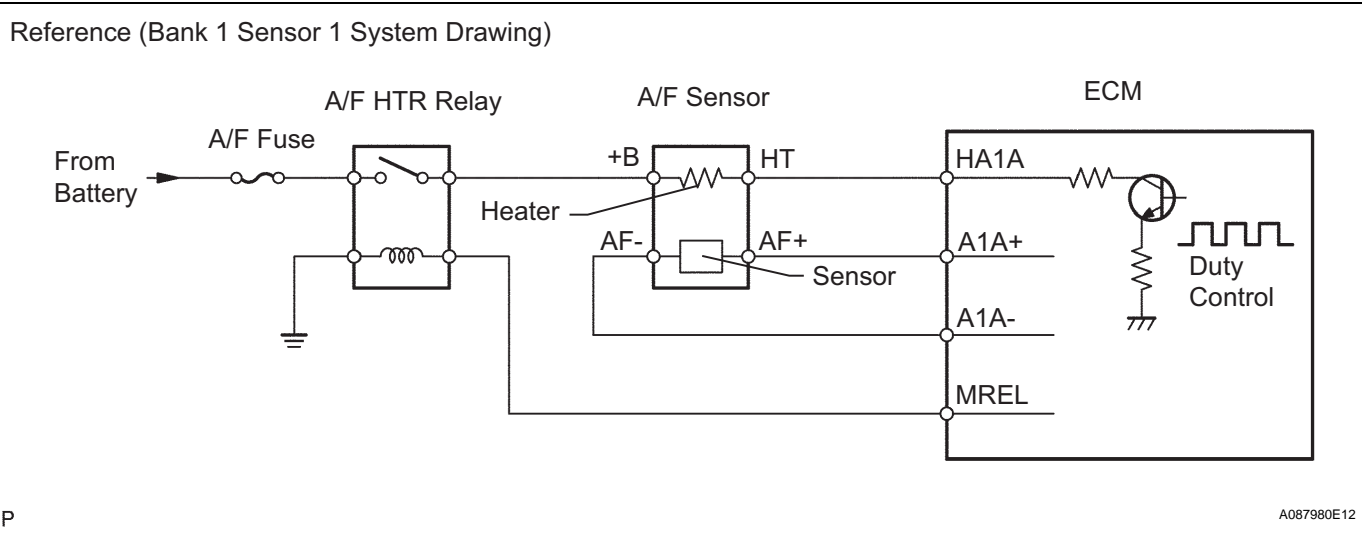 Reference (Bank 1 Sensor 1 System Drawing)
A/F HTR Relay
A/F Sensor
ECM
A/F Fuse
From
Battery
+B
HT
HA1A
Heater
AF-
AF+
A1A+
Sensor
Duty
Control
A1A-
MREL
P
A087980E12